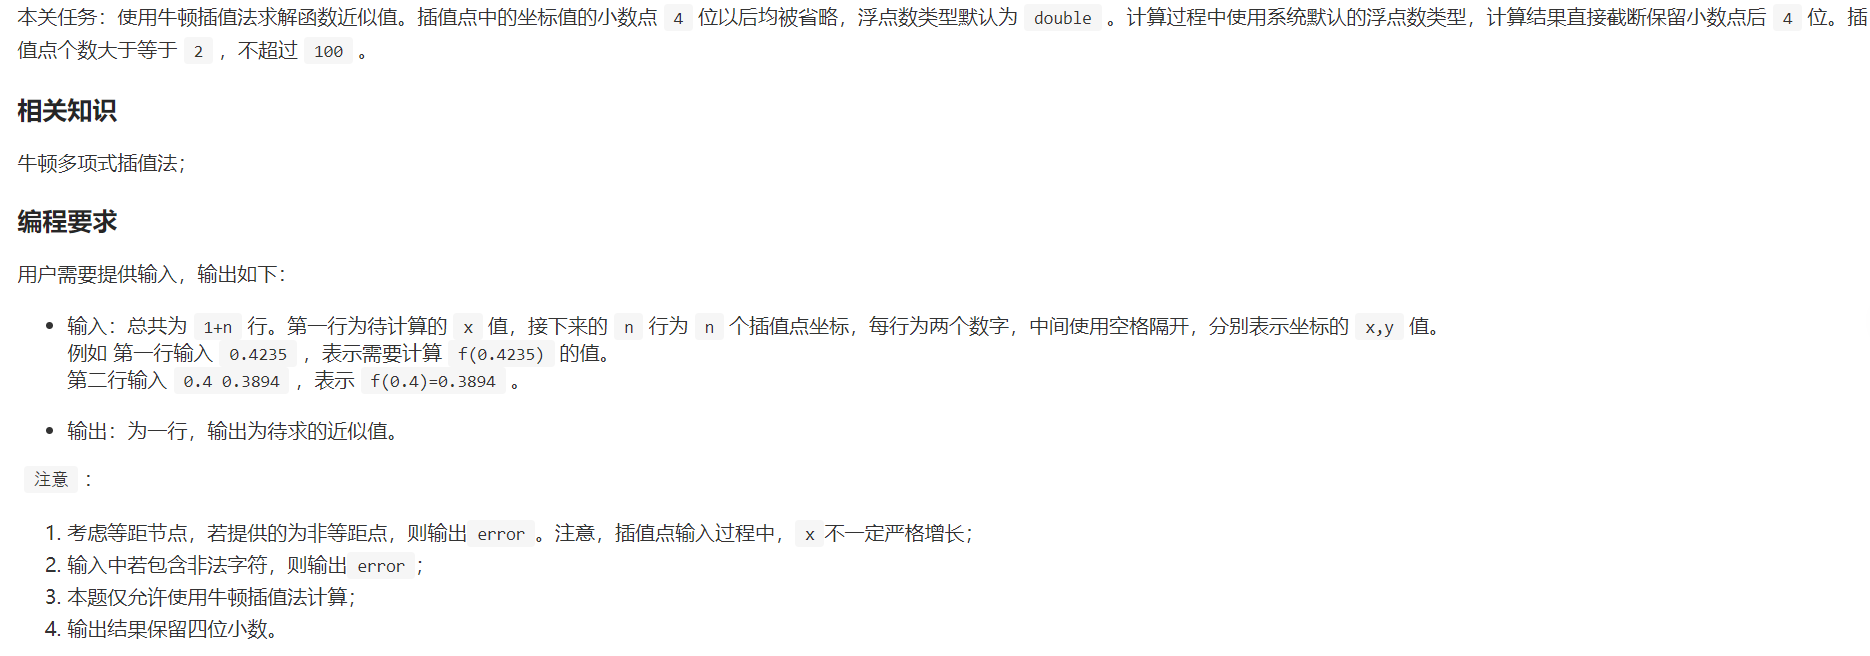 本关任务：使用牛顿插值法求解函数近似值。插值点中的坐标值的小数点 4 位以后均被省略，浮点数类型默认为 double 。计算过程中使用系统默认的浮点数类型，计算结果直接截断保留小数点后 4 位。插
值点个数大于等于 2 ，不超过 100 。
相关知识
牛顿多项式插值法；
编程要求
用户需要提供输入，输出如下：
• 输入：总共为 1+n 行。第一行为待计算的 x 值，接下来的 n 行为 n 个插值点坐标，每行为两个数字，中间使用空格隔开，分别表示坐标的 x,y 值。
例如 第一行输入 0.4235 ，表示需要计算 f(0.4235) 的值。
第二行输入 0.4 0.3894 ，表示 f(0.4)=0.3894 。
• 输出：为一行，输出为待求的近似值。
注意 ：
1. 考虑等距节点，若提供的为非等距点，则输出 error 。注意，插值点输入过程中， x 不一定严格增长；
2. 输入中若包含非法字符，则输出 error ；
3. 本题仅允许使用牛顿插值法计算；
4. 输出结果保留四位小数。